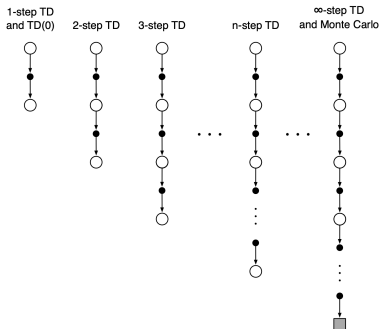 1-step TD
and TD(0)
2-step TD
3-step TD
n-step TD
∞-step TD
and Monte Carlo